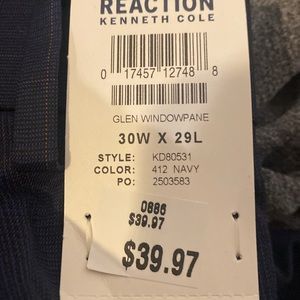 REACTION
KENNETH COLE
0 17457 12748 8
GLEN WINDOWPANE
30W X 29L
STYLE: KD80531
COLOR: 412 NAVY
PO: 2503583
0886
$39.97
$39.97